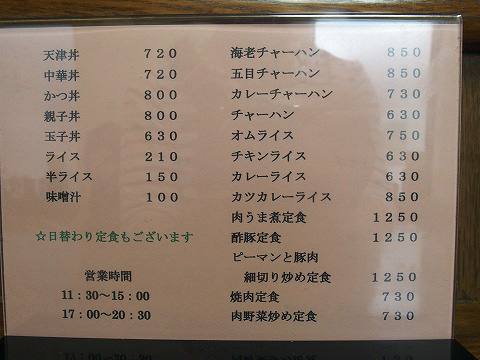 天津丼 720
中華丼 720
かつ丼 800
親子丼 800
玉子丼 630
ライス 210
半ライス 150
味噌汁 100
☆日替わり定食もございます
営業時間
11：30～15：00
17：00～20：30
海老チャーハン 850
五目チャーハン 850
カレーチャーハン 730
チャーハン 630
オムライス 750
チキンライス 630
カレーライス 630
カツカレーライス 850
肉うま煮定食 1250
酢豚定食 1250
ピーマンと豚肉
細切り炒め定食 1250
焼肉定食 730
肉野菜炒め定食 730